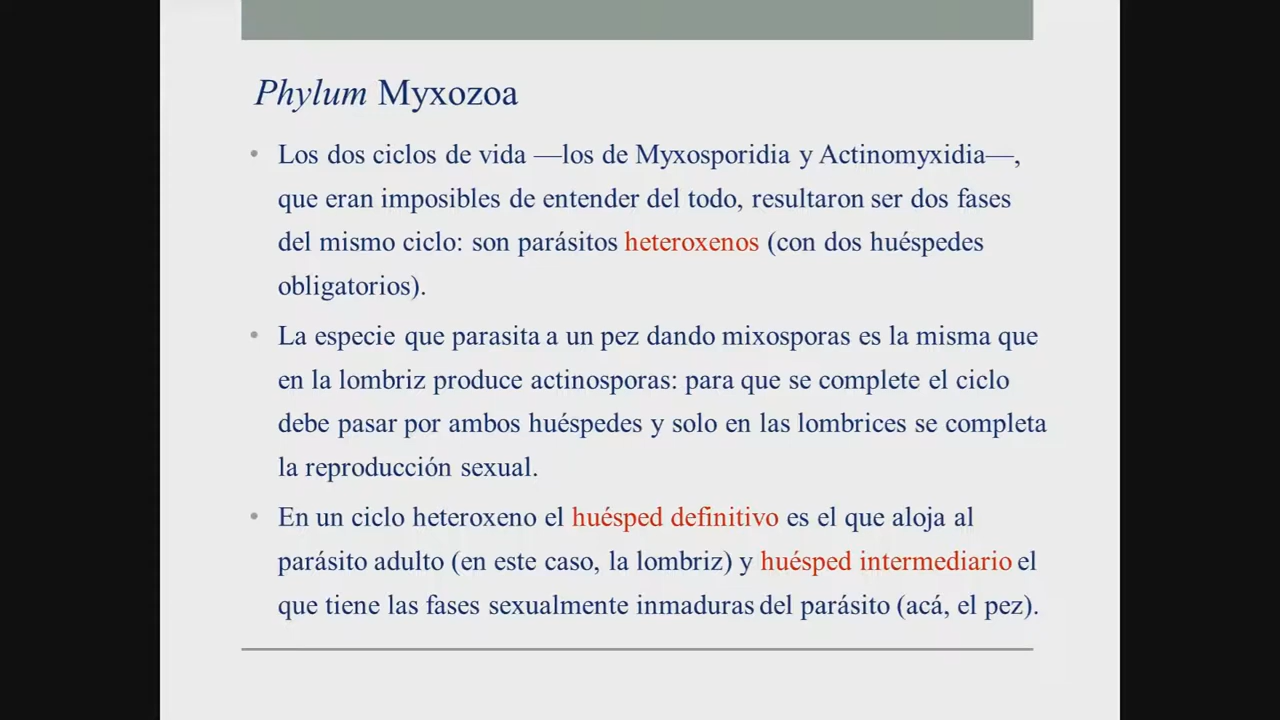 Phylum Myxozoa
• Los dos ciclos de vida —los de Myxosporidia y Actinomyxidia—,
que eran imposibles de entender del todo, resultaron ser dos fases
del mismo ciclo: son parásitos heteroxenos (con dos huéspedes
obligatorios).
• La especie que parasita a un pez dando mixosporas es la misma que
en la lombriz produce actinosporas: para que se complete el ciclo
debe pasar por ambos huéspedes y solo en las lombrices se completa
la reproducción sexual.
• En un ciclo heteroxeno el huésped definitivo es el que aloja al
parásito adulto (en este caso, la lombriz) y huésped intermediario el
que tiene las fases sexualmente inmaduras del parásito (acá, el pez).